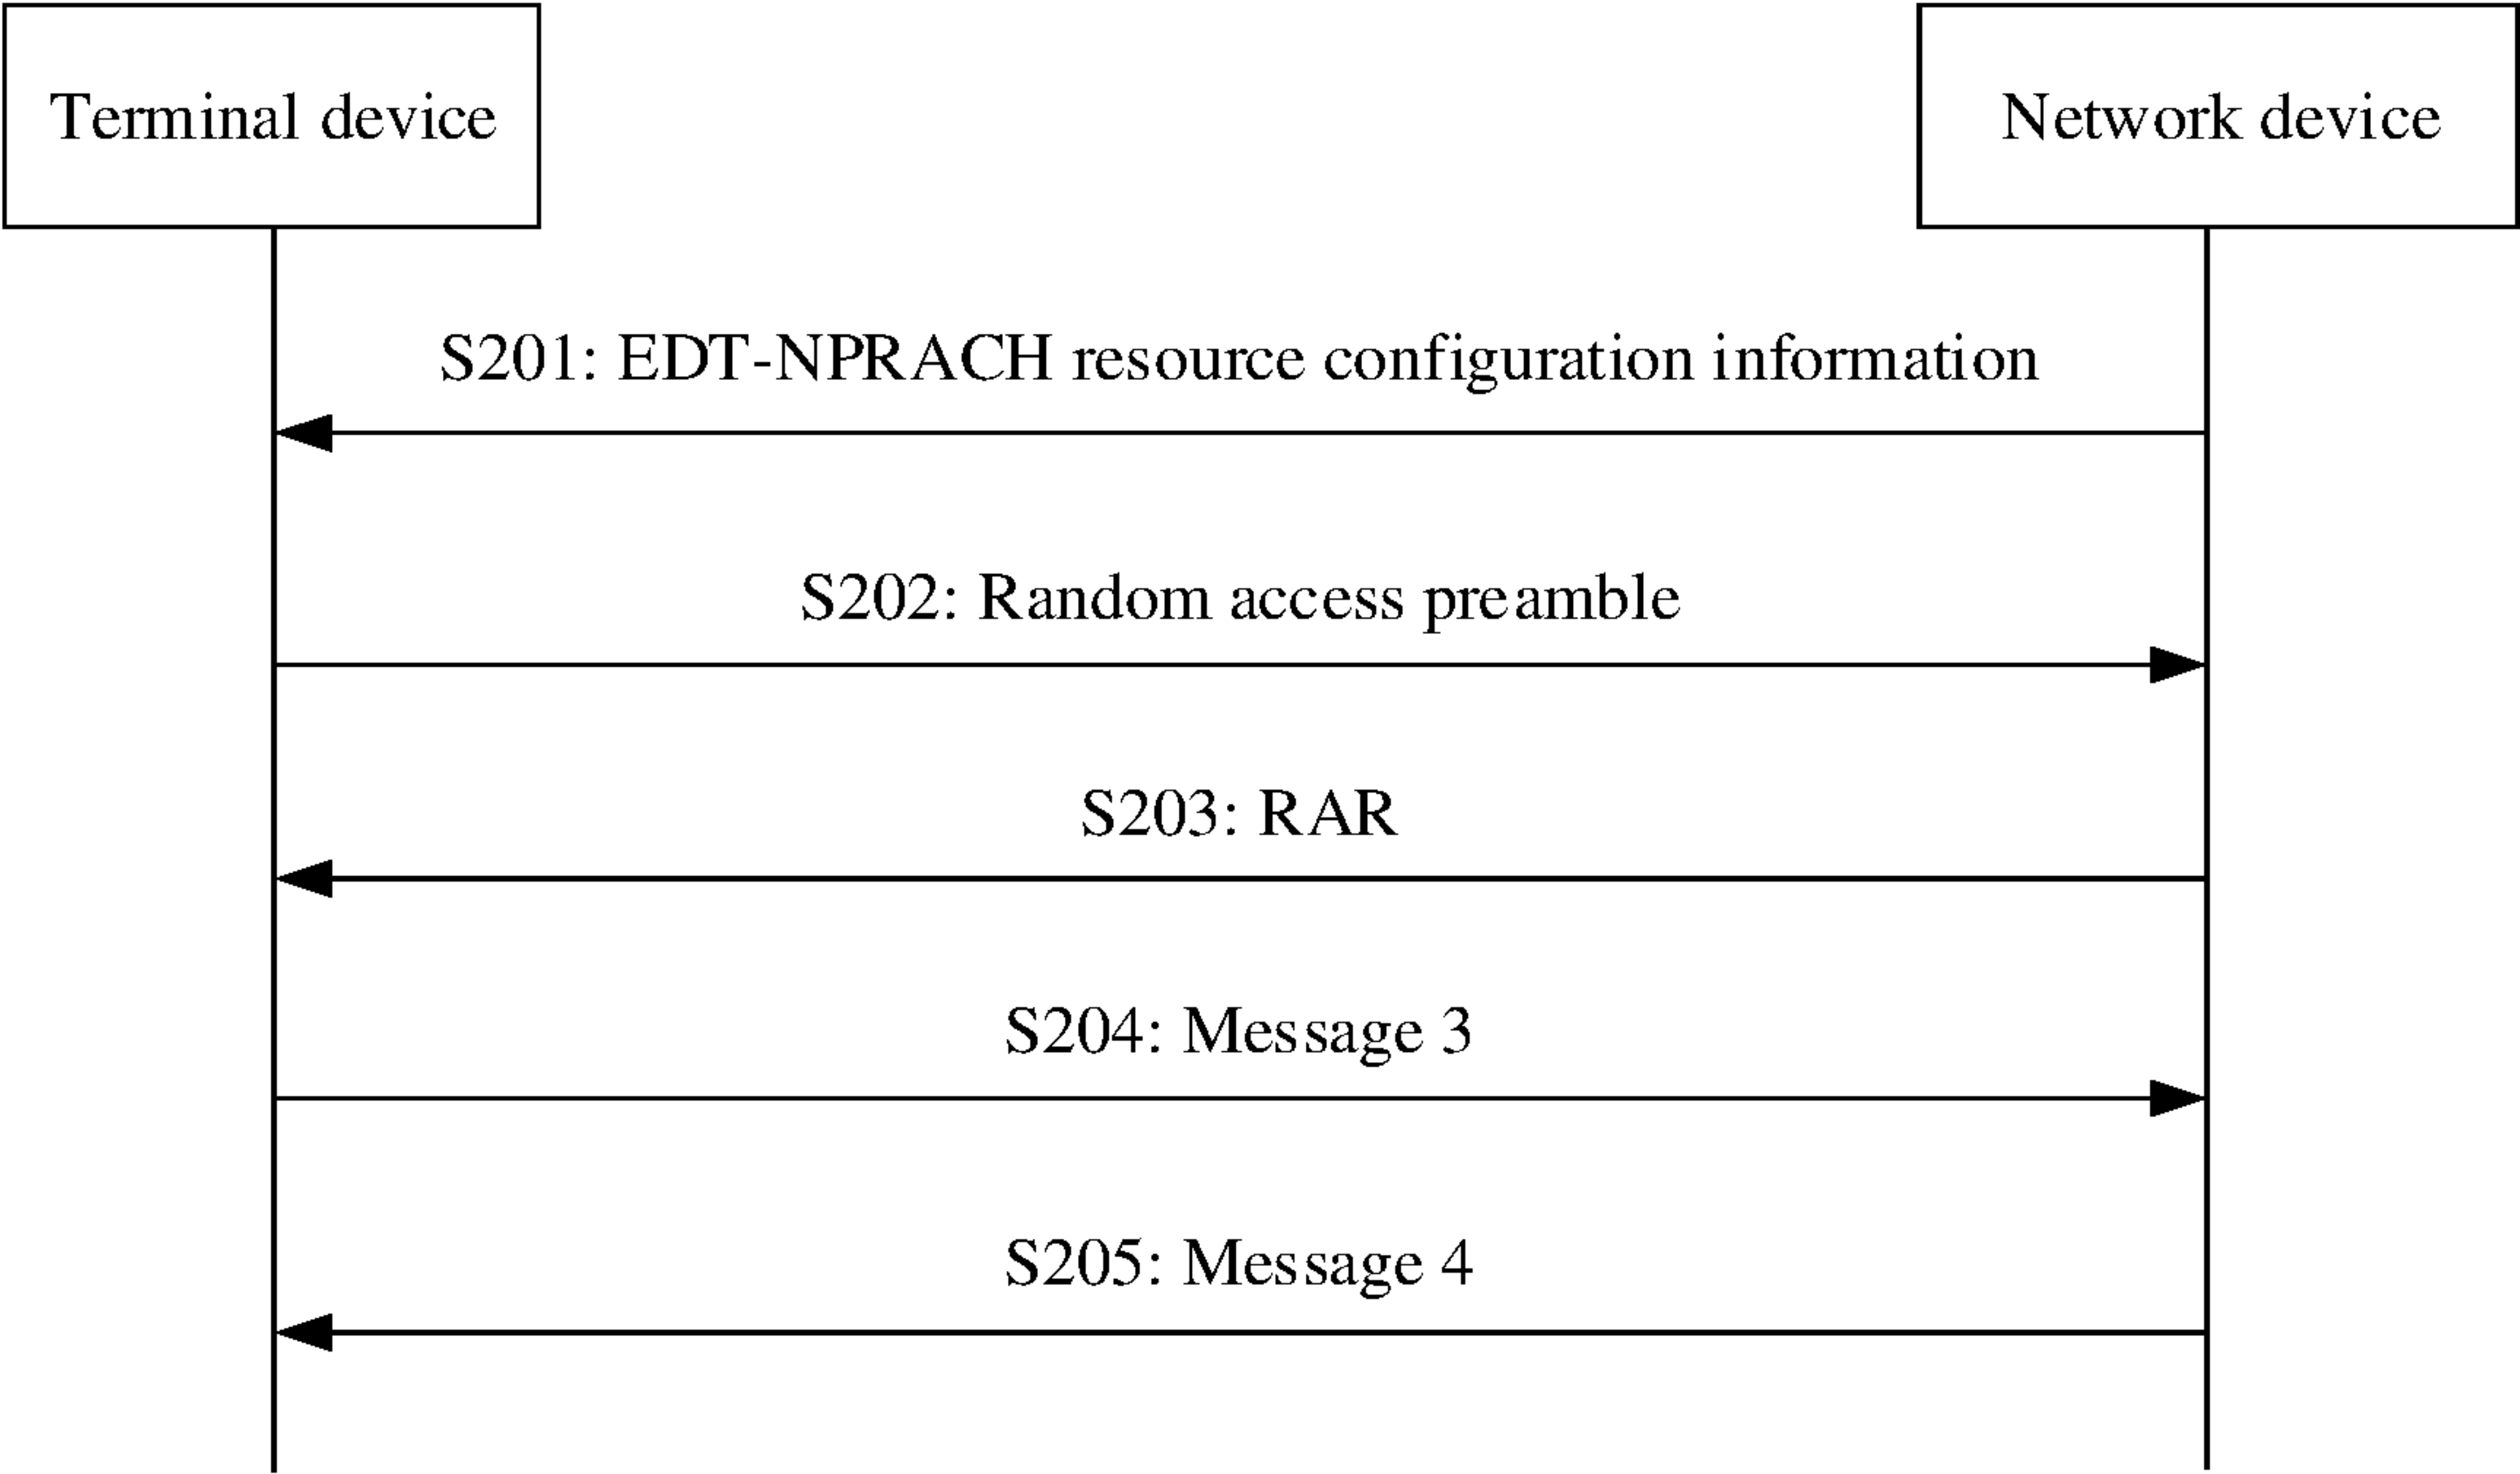 Terminal device
Network device
S201: EDT-NPRACH resource configuration information
S202: Random access preamble
S203: RAR
S204: Message 3
S205: Message 4